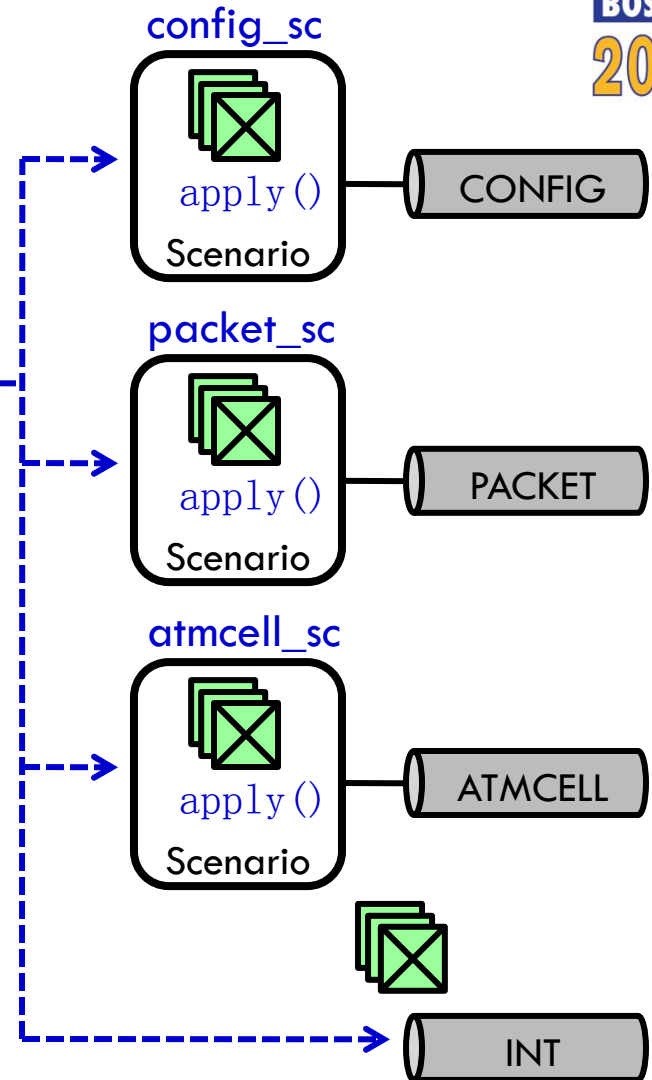 config_sc
apply()
Scenario
CONFIG
packet_sc
apply()
Scenario
PACKET
atmcell_sc
apply()
Scenario
ATMCELL
INT